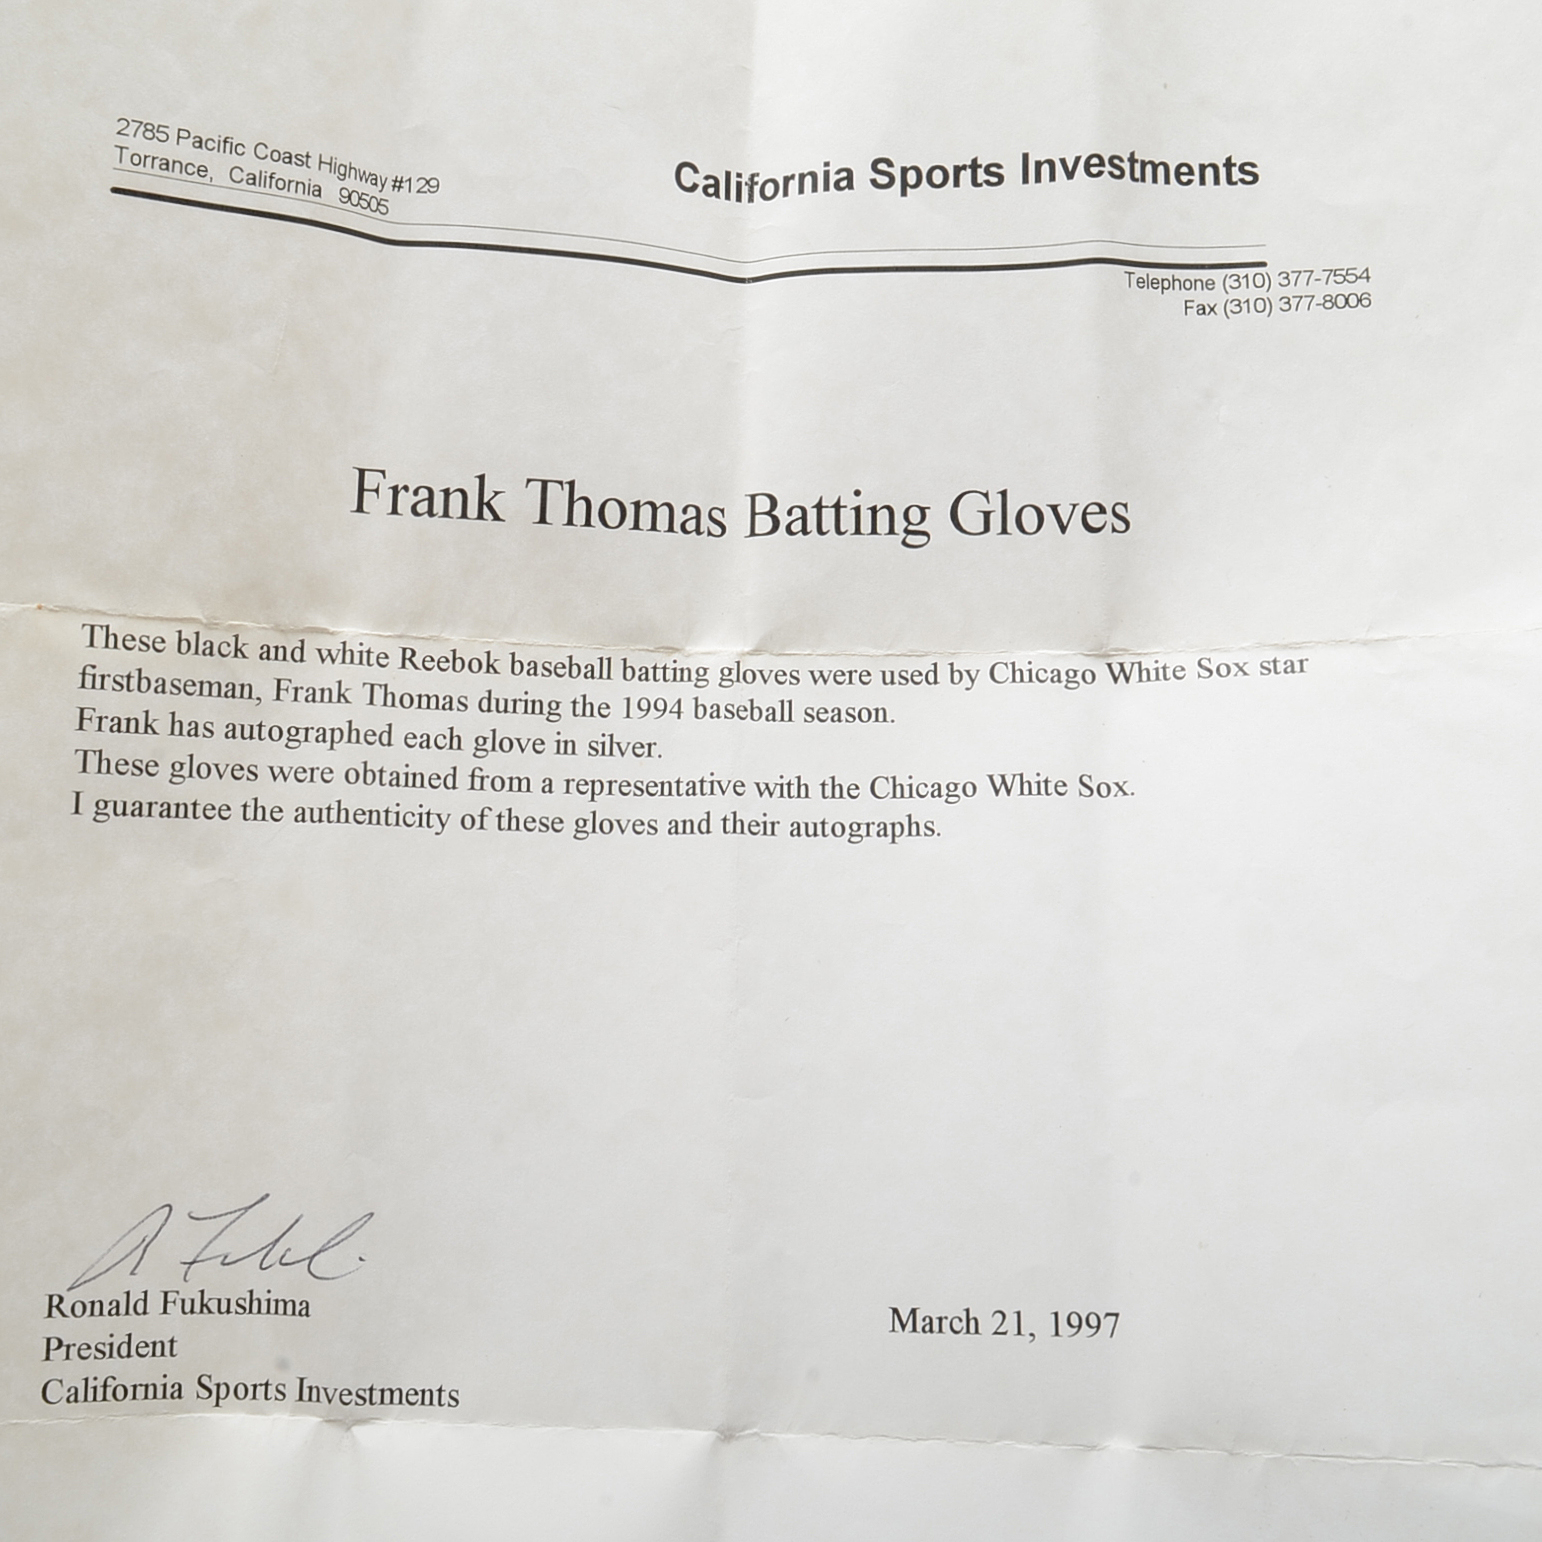 2785 Pacific Coast Highway #129
Torrance, California 90505
California Sports Investments
Telephone (310) 377-7554
Fax (310) 377-8006
Frank Thomas Batting Gloves
These black and white Reebok baseball batting gloves were used by Chicago White Sox star
firstbaseman, Frank Thomas during the 1994 baseball season.
Frank has autographed each glove in silver.
These gloves were obtained from a representative with the Chicago White Sox.
I guarantee the authenticity of these gloves and their autographs.
Ronald Fukushima
President
California Sports Investments
March 21, 1997